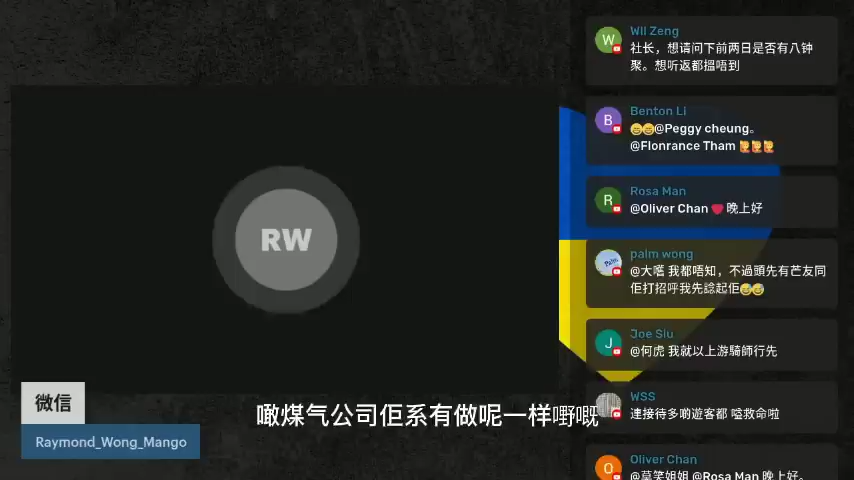 RW
微信
Raymond_Wong_Mango
噉煤气公司佢系有做呢一样嘢嘅
Wil Zeng
社长，想请问下前两日是否有八钟
聚。想听返都搵唔到
Benton Li
@Peggy cheung。
@Flonrance Tham
Rosa Man
@Oliver Chan 晚上好
palm wong
@大嚿 我都唔知，不過頭先有芒友同
佢打招呼我先諗起佢
Joe Siu
@何虎 我就以上游騎師行先
WSS
連接待多啲遊客都 嗌救命啦
Oliver Chan
@莫笑姐姐 @Rosa Man 晚上好。